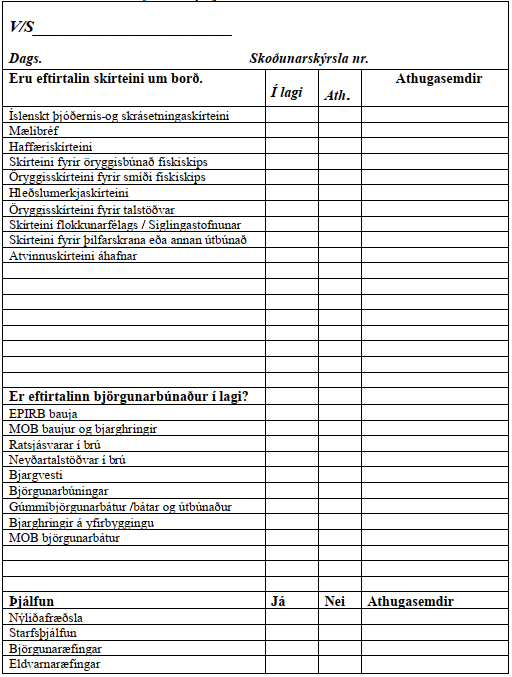 V/S
Dags. Skoðunarskýrsla nr.
Eru eftirtalin skírteini um borð. Í lagi Ath. Athugasemdir
Íslenskt þjóðernis-og skrásetningaskírteini
Mælibréf
Haffæriskírteini
Skírteini fyrir öryggisbúnað fiskiskips
Öryggisskírteini fyrir smíði fiskiskips
Hleðslumerkjaskírteini
Öryggisskírteini fyrir talstöðvar
Skírteini flokkunarfélags / Siglingastofnunar
Skírteini fyrir þilfarskrana eða annan útbúnað
Atvinnuskírteini áhafnar
Er eftirtalinn björgunarbúnaður í lagi?
EPIRB bauja
MOB baujur og bjarghringir
Ratsjásvarar í brú
Neyðartalstöðvar í brú
Bjargvesti
Björgunarbúningar
Gúmmíbjörgunarbátur /bátar og útbúnaður
Bjarghringir á yfirbyggingu
MOB björgunarbátur
Þjálfun Já Nei Athugasemdir
Nýliðafræðsla
Starfsþjálfun
Björgunaræfingar
Eldvarnaræfingar